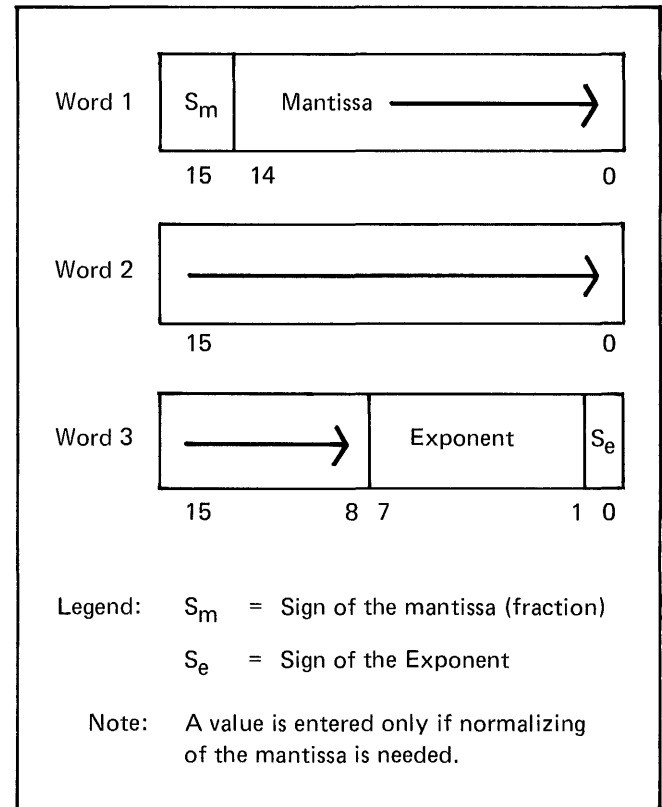 Word 1 Sm Mantissa
15 14 0
Word 2
15 0
Word 3 Exponent Se
15 8 7 1 0
Legend: Sm = Sign of the mantissa (fraction)
Se = Sign of the Exponent
Note: A value is entered only if normalizing
of the mantissa is needed.